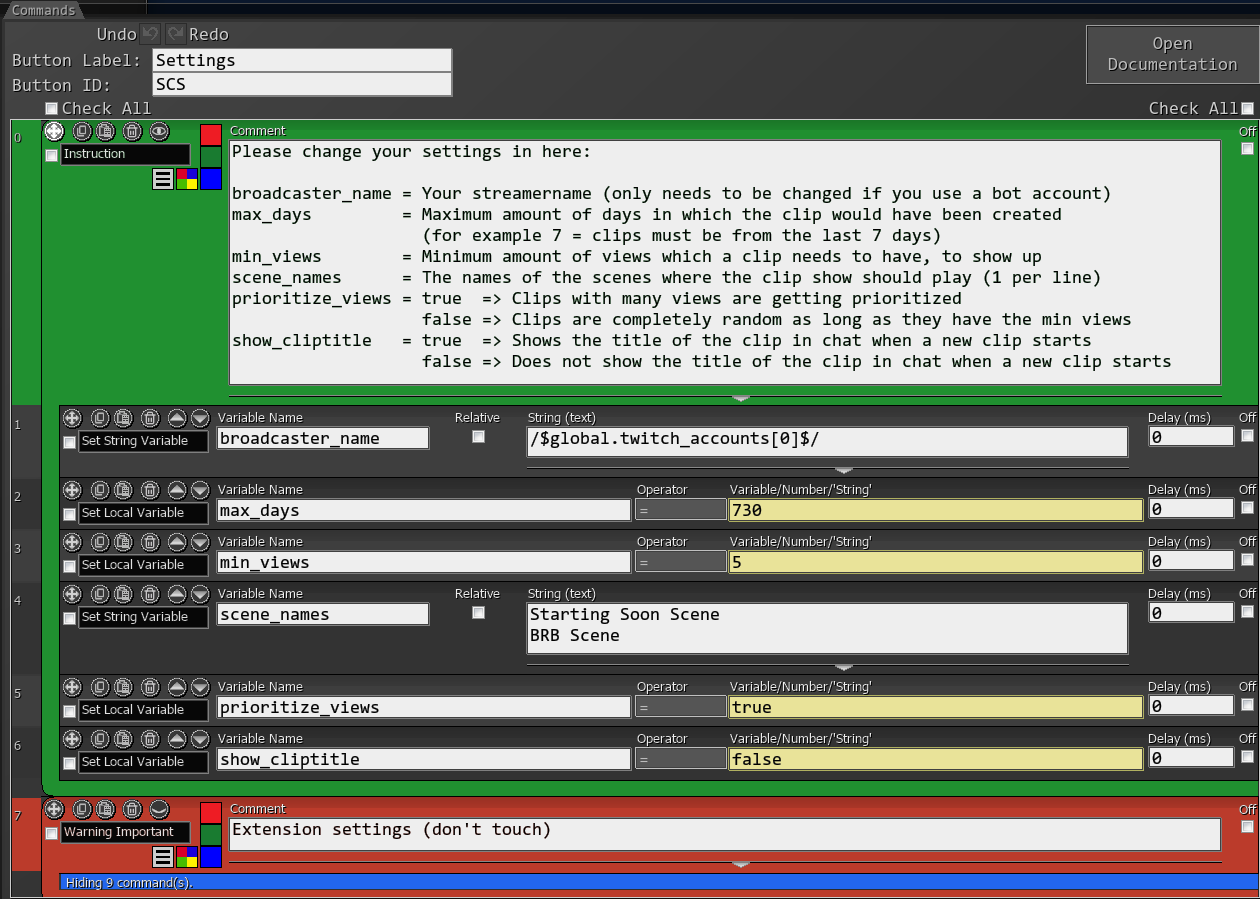 Commands
Undo Redo
Button Label: Settings
Button ID: SCS
Open
Documentation
Check All
Check All
0
Instruction
Comment
Off
Please change your settings in here:
broadcaster_name = Your streamername (only needs to be changed if you use a bot account)
max_days = Maximum amount of days in which the clip would have been created
(for example 7 = clips must be from the last 7 days)
min_views = Minimum amount of views which a clip needs to have, to show up
scene_names = The names of the scenes where the clip show should play (1 per line)
prioritize_views = true => Clips with many views are getting prioritized
false => Clips are completely random as long as they have the min views
show_cliptitle = true => Shows the title of the clip in chat when a new clip starts
false => Does not show the title of the clip in chat when a new clip starts
1
Variable Name Relative String (text) Delay (ms) Off
Set String Variable broadcaster_name /$global.twitch_accounts[0]$/ 0
2
Variable Name Operator Variable/Number/'String' Delay (ms) Off
Set Local Variable max_days = 730 0
3
Variable Name Operator Variable/Number/'String' Delay (ms) Off
Set Local Variable min_views = 5 0
4
Variable Name Relative String (text) Delay (ms) Off
Set String Variable scene_names Starting Soon Scene 0
BRB Scene
5
Variable Name Operator Variable/Number/'String' Delay (ms) Off
Set Local Variable prioritize_views = true 0
6
Variable Name Operator Variable/Number/'String' Delay (ms) Off
Set Local Variable show_cliptitle = false 0
7
Comment Off
Warning Important Extension settings (don't touch)
Hiding 9 command(s).